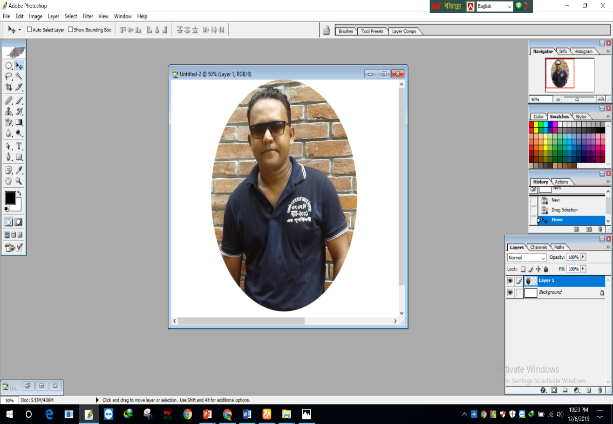 Adobe Photoshop
English
File Edit Image Layer Select Filter View Window Help
Auto Select Layer Show Bounding Box
Brushes Tool Presets Layer Comps
Untitled-2 @ 50% (Layer 1, RGB/8)
Navigator Info Histogram
50%
Color Swatches Styles
History Actions
New
New
Drag Selection
Move
Layers Channels Paths
Normal Opacity: 100%
Lock: Fill: 100%
Layer 1
Background
Activate Windows
Go to Settings to activate Windows.
50% Click and drag to move layer or selection. Use Shift and Alt for additional options.
10:23 PM